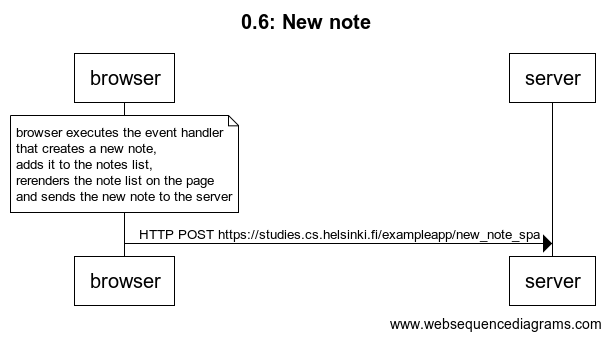 0.6: New note
browser
server
browser executes the event handler
that creates a new note,
adds it to the notes list,
rerenders the note list on the page
and sends the new note to the server
HTTP POST https://studies.cs.helsinki.fi/exampleapp/new_note_spa
browser
server
www.websequencediagrams.com